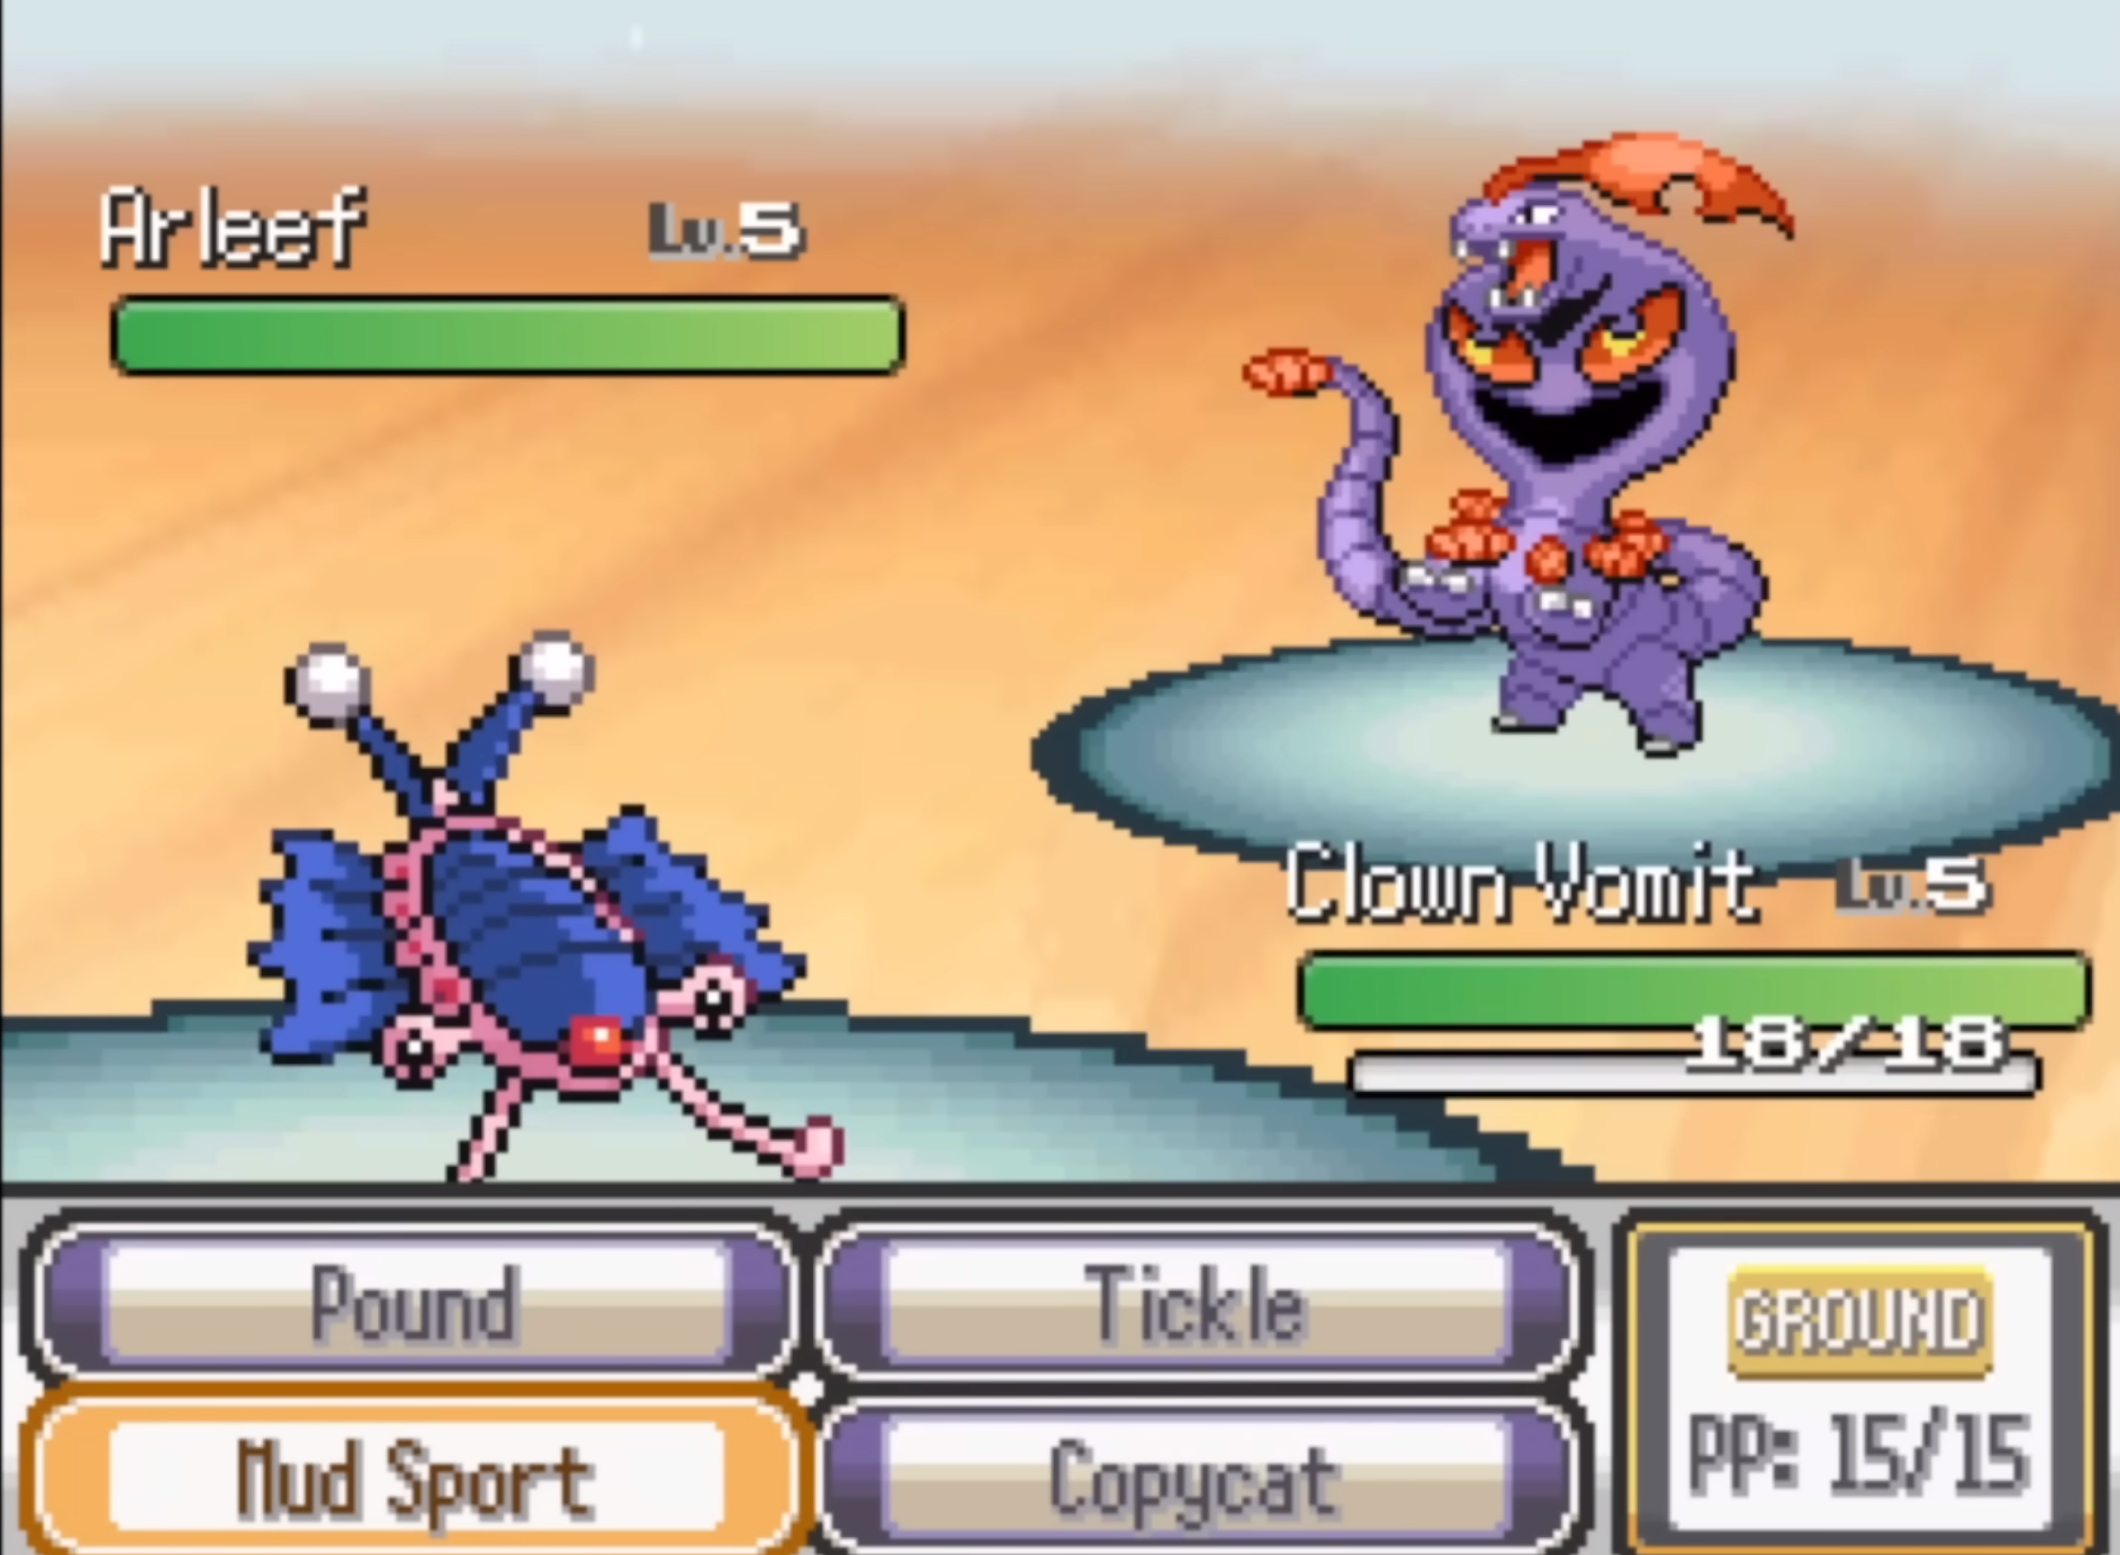 Arleef Lv.5
Clown Vomit Lv.5
18/18
Pound
Tickle
GROUND
Mud Sport
Copycat
PP: 15/15